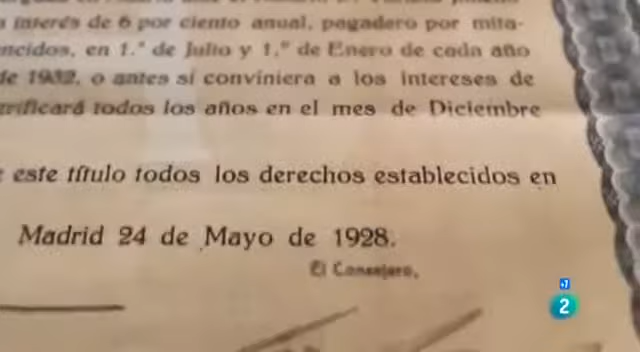 interés de 6 por ciento anual, pagadero por mita-
ncidos, en 1.° de Julio y 1.° de Enero de cada año
de 1932, o antes si conviniera a los intereses de
rificará todos los años en el mes de Diciembre
este título todos los derechos establecidos en
Madrid 24 de Mayo de 1928.
El Consejero,
+7
2